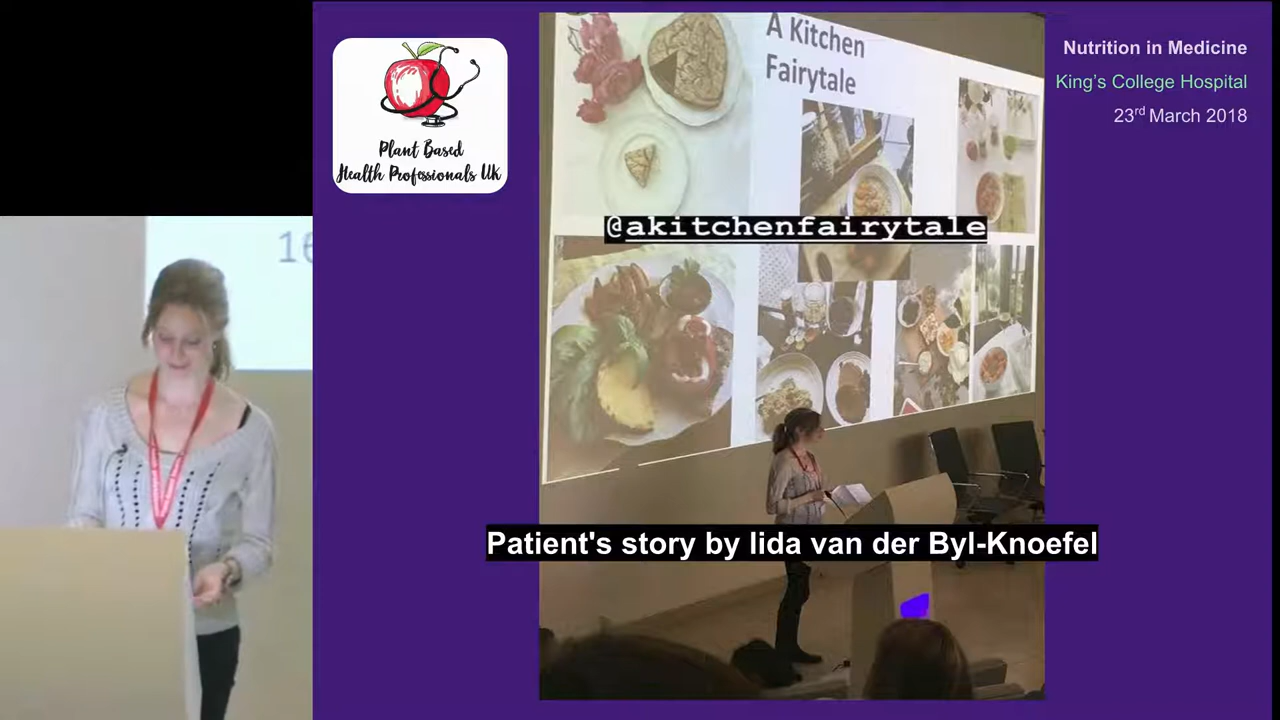 Plant Based
Health Professionals UK
A Kitchen
Fairytale
@akitchenfairytale
Nutrition in Medicine
King's College Hospital
23rd March 2018
16
Patient's story by Iida van der Byl-Knoefel